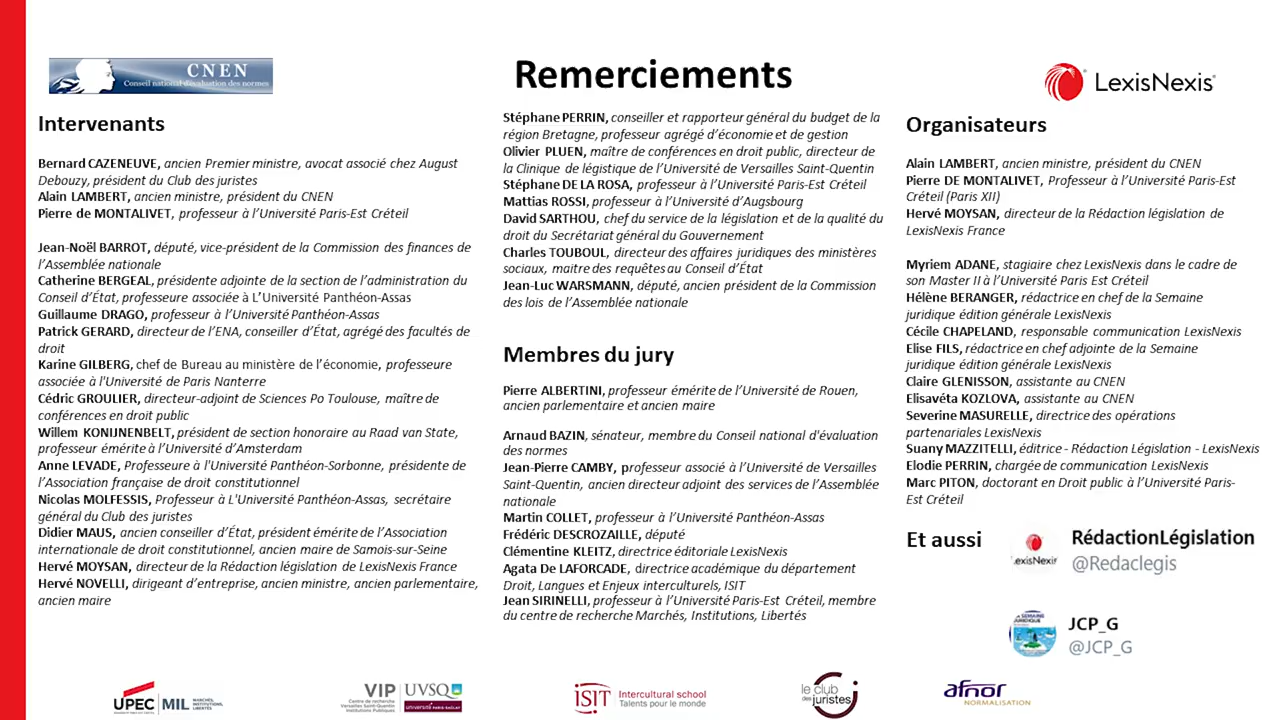 CNEN
Conseil national d'évaluation des normes
Remerciements
LexisNexis®
Intervenants
Bernard CAZENEUVE, ancien Premier ministre, avocat associé chez August
Debouzy, président du Club des juristes
Alain LAMBERT, ancien ministre, président du CNEN
Pierre de MONTALIVET, professeur à l’Université Paris-Est Créteil
Jean-Noël BARROT, député, vice-président de la Commission des finances de
l’Assemblée nationale
Catherine BERGEAL, présidente adjointe de la section de l’administration du
Conseil d’État, professeure associée à L’Université Panthéon-Assas
Guillaume DRAGO, professeur à l’Université Panthéon-Assas
Patrick GERARD, directeur de l’ENA, conseiller d’État, agrégé des facultés de
droit
Karine GILBERG, chef de Bureau au ministère de l’économie, professeure
associée à l'Université de Paris Nanterre
Cédric GROULIER, directeur-adjoint de Sciences Po Toulouse, maître de
conférences en droit public
Willem KONIJNENBELT, président de section honoraire au Raad van State,
professeur émérite à l’Université d’Amsterdam
Anne LEVADE, Professeure à l'Université Panthéon-Sorbonne, présidente de
l’Association française de droit constitutionnel
Nicolas MOLFESSIS, Professeur à L'Université Panthéon-Assas, secrétaire
général du Club des juristes
Didier MAUS, ancien conseiller d’État, président émérite de l’Association
internationale de droit constitutionnel, ancien maire de Samois-sur-Seine
Hervé MOYSAN, directeur de la Rédaction législation de LexisNexis France
Hervé NOVELLI, dirigeant d’entreprise, ancien ministre, ancien parlementaire,
ancien maire
Stéphane PERRIN, conseiller et rapporteur général du budget de la
région Bretagne, professeur agrégé d’économie et de gestion
Olivier PLUEN, maître de conférences en droit public, directeur de
la Clinique de légistique de l’Université de Versailles Saint-Quentin
Stéphane DE LA ROSA, professeur à l’Université Paris-Est Créteil
Mattias ROSSI, professeur à l’Université d’Augsbourg
David SARTHOU, chef du service de la législation et de la qualité du
droit du Secrétariat général du Gouvernement
Charles TOUBOUL, directeur des affaires juridiques des ministères
sociaux, maitre des requêtes au Conseil d’État
Jean-Luc WARSMANN, député, ancien président de la Commission
des lois de l’Assemblée nationale
Membres du jury
Pierre ALBERTINI, professeur émérite de l’Université de Rouen,
ancien parlementaire et ancien maire
Arnaud BAZIN, sénateur, membre du Conseil national d'évaluation
des normes
Jean-Pierre CAMBY, professeur associé à l’Université de Versailles
Saint-Quentin, ancien directeur adjoint des services de l’Assemblée
nationale
Martin COLLET, professeur à l’Université Panthéon-Assas
Frédéric DESCROZAILLE, député
Clémentine KLEITZ, directrice éditoriale LexisNexis
Agata De LAFORCADE, directrice académique du département
Droit, Langues et Enjeux interculturels, ISIT
Jean SIRINELLI, professeur à l’Université Paris-Est Créteil, membre
du centre de recherche Marchés, Institutions, Libertés
Organisateurs
Alain LAMBERT, ancien ministre, président du CNEN
Pierre DE MONTALIVET, Professeur à l’Université Paris-Est
Créteil (Paris XII)
Hervé MOYSAN, directeur de la Rédaction législation de
LexisNexis France
Myriem ADANE, stagiaire chez LexisNexis dans le cadre de
son Master II à l’Université Paris Est Créteil
Hélène BERANGER, rédactrice en chef de la Semaine
juridique édition générale LexisNexis
Cécile CHAPELAND, responsable communication LexisNexis
Elise FILS, rédactrice en chef adjointe de la Semaine
juridique édition générale LexisNexis
Claire GLENISSON, assistante au CNEN
Elisavéta KOZLOVA, assistante au CNEN
Severine MASURELLE, directrice des opérations
partenariales LexisNexis
Suany MAZZITELLI, éditrice - Rédaction Législation - LexisNexis
Elodie PERRIN, chargée de communication LexisNexis
Marc PITON, doctorant en Droit public à l’Université Paris-
Est Créteil
Et aussi
exisNexi
RédactionLégislation
@Redaclegis
SEMAINE
JURIDIQUE
JCP_G
@JCP_G
UPEC
MIL
MARCHÉS,
INSTITUTIONS,
LIBERTÉS
VIP
Centre de recherche
Versailles Saint-Quentin
Institutions Publiques
UVSQ
université PARIS-SACLAY
iSiT
Intercultural school
Talents pour le monde
le club
des juristes
afnor
NORMALISATION